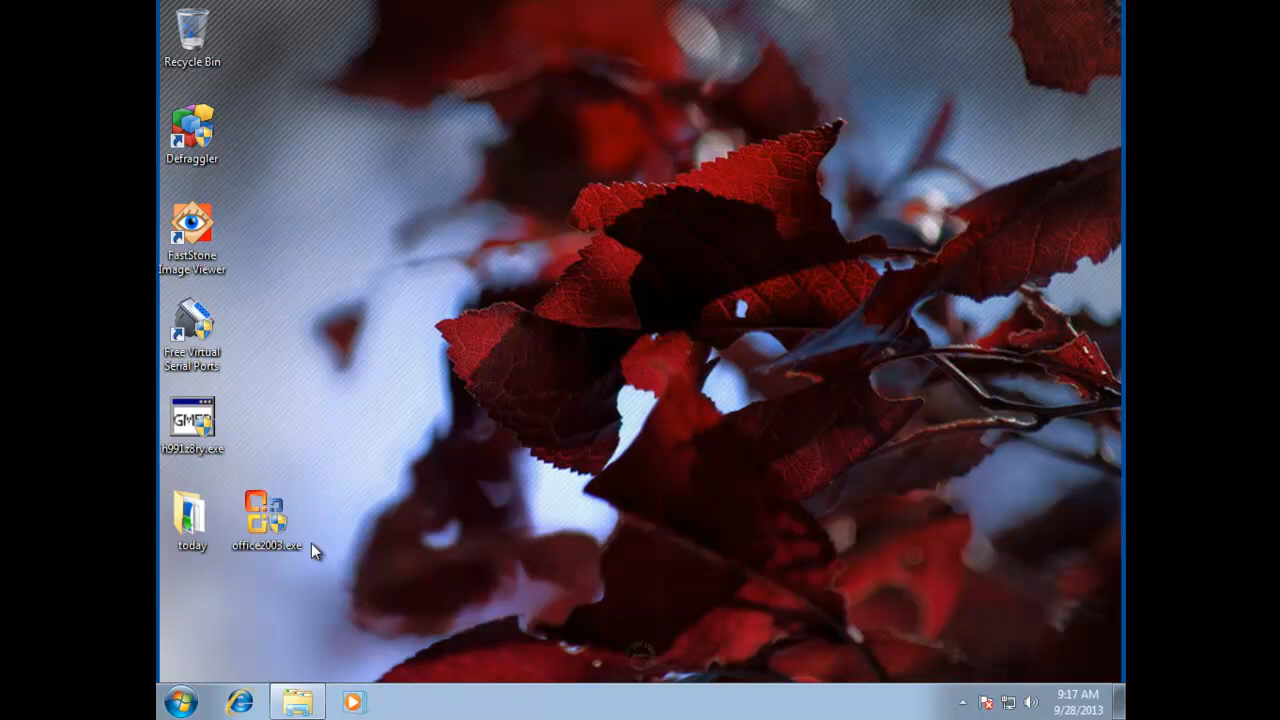 Recycle Bin
Defraggler
FastStone
Image Viewer
Free Virtual
Serial Ports
GMER
h991z8ry.exe
today
office2003.exe
9:17 AM
9/28/2013